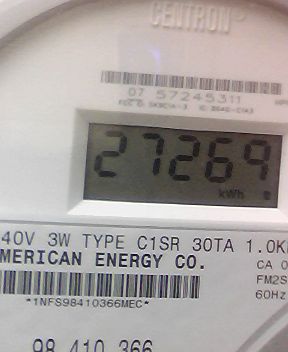 CENTRON®
07 57245311
27269
kWh
40V 3W TYPE C1SR 30TA 1.0K
MERICAN ENERGY CO. CA 0
FM2S
60Hz
*1NFS98410366MEC*
98 410 366